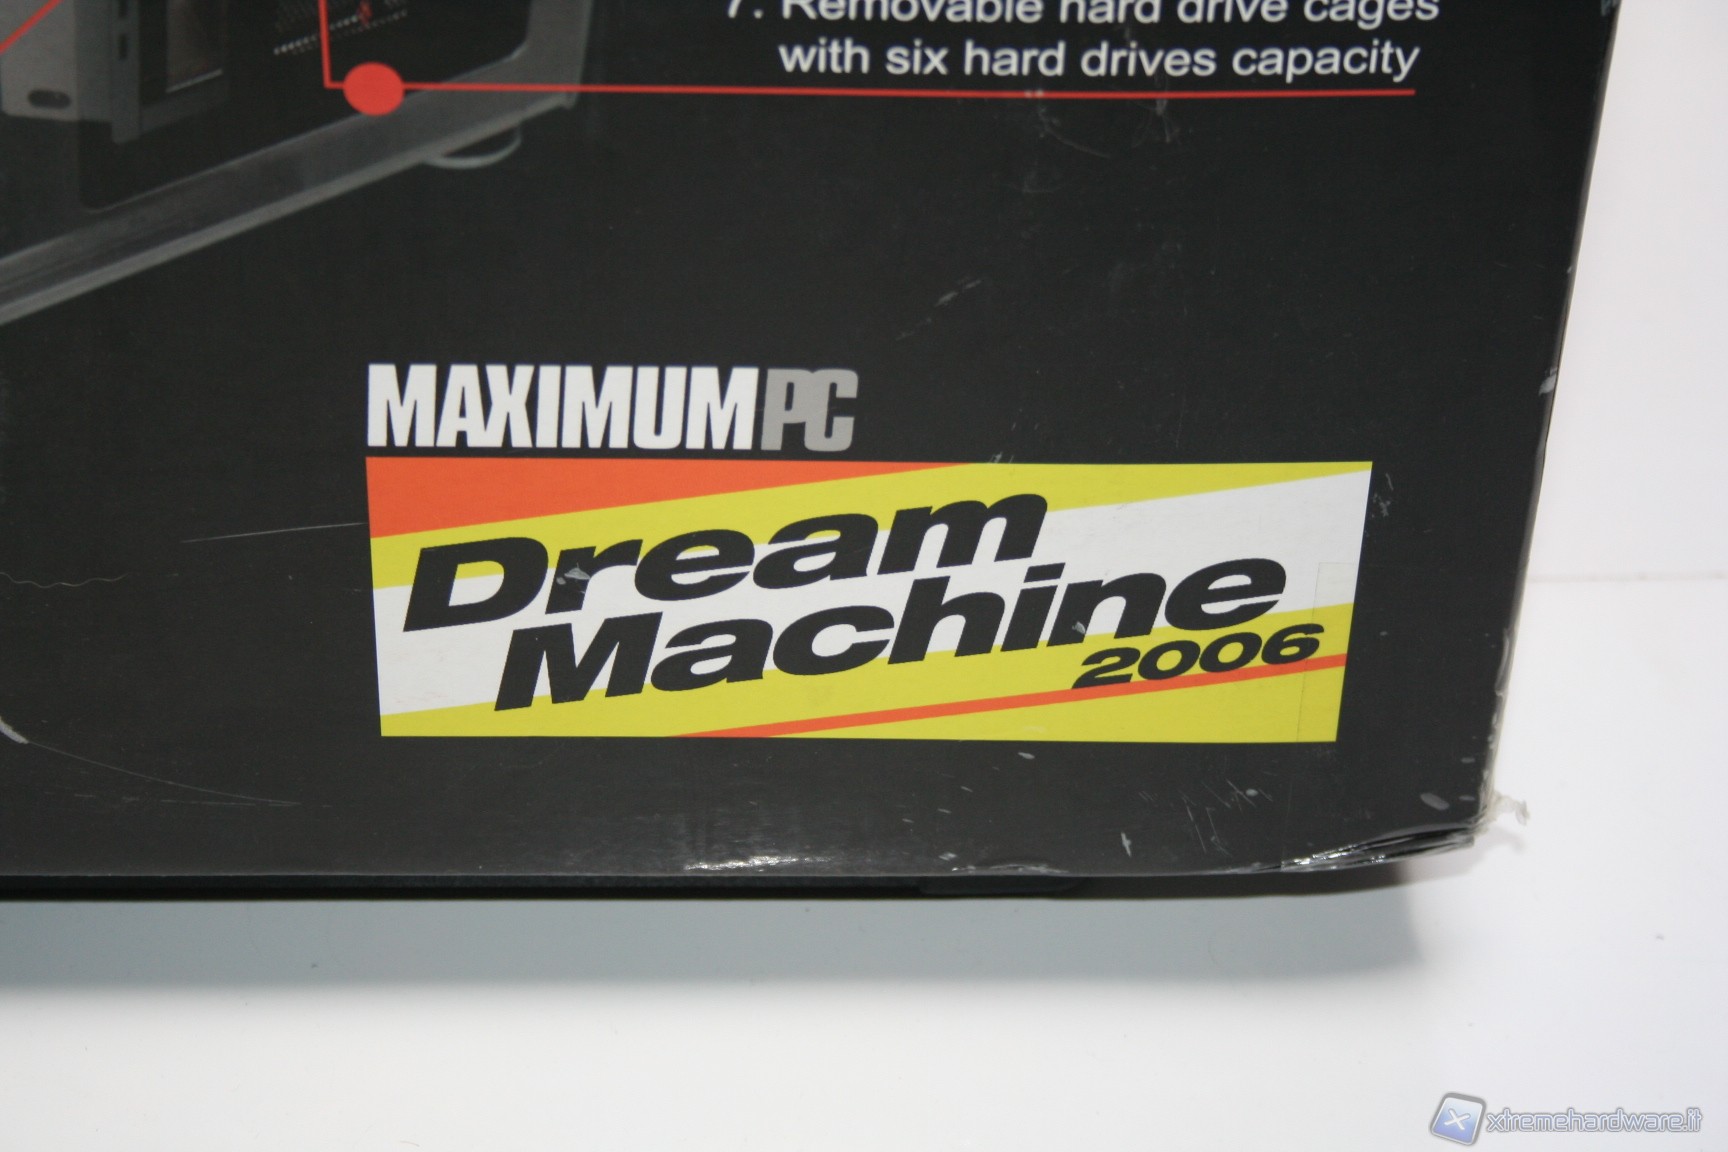 7. Removable hard drive cages
with six hard drives capacity
MAXIMUMPC
Dream
Machine
2006
xtremehardware.it